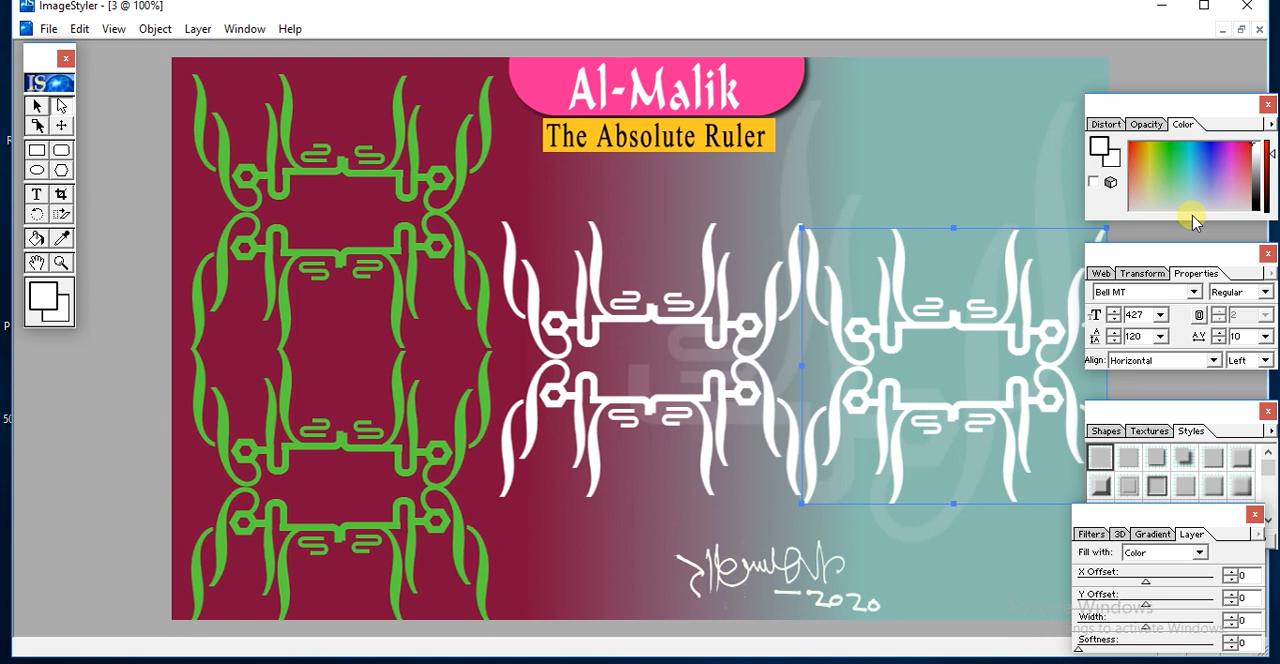 ImageStyler - [3 @ 100%]
File Edit View Object Layer Window Help
IS
Al-Malik
The Absolute Ruler
Distort Opacity Color
Web Transform Properties
Bell MT Regular
427 2
120 10
Align: Horizontal Left
Shapes Textures Styles
Filters 3D Gradient Layer
Fill with: Color
X Offset: 0
Y Offset: 0
Width: 0
Softness: 0
2020